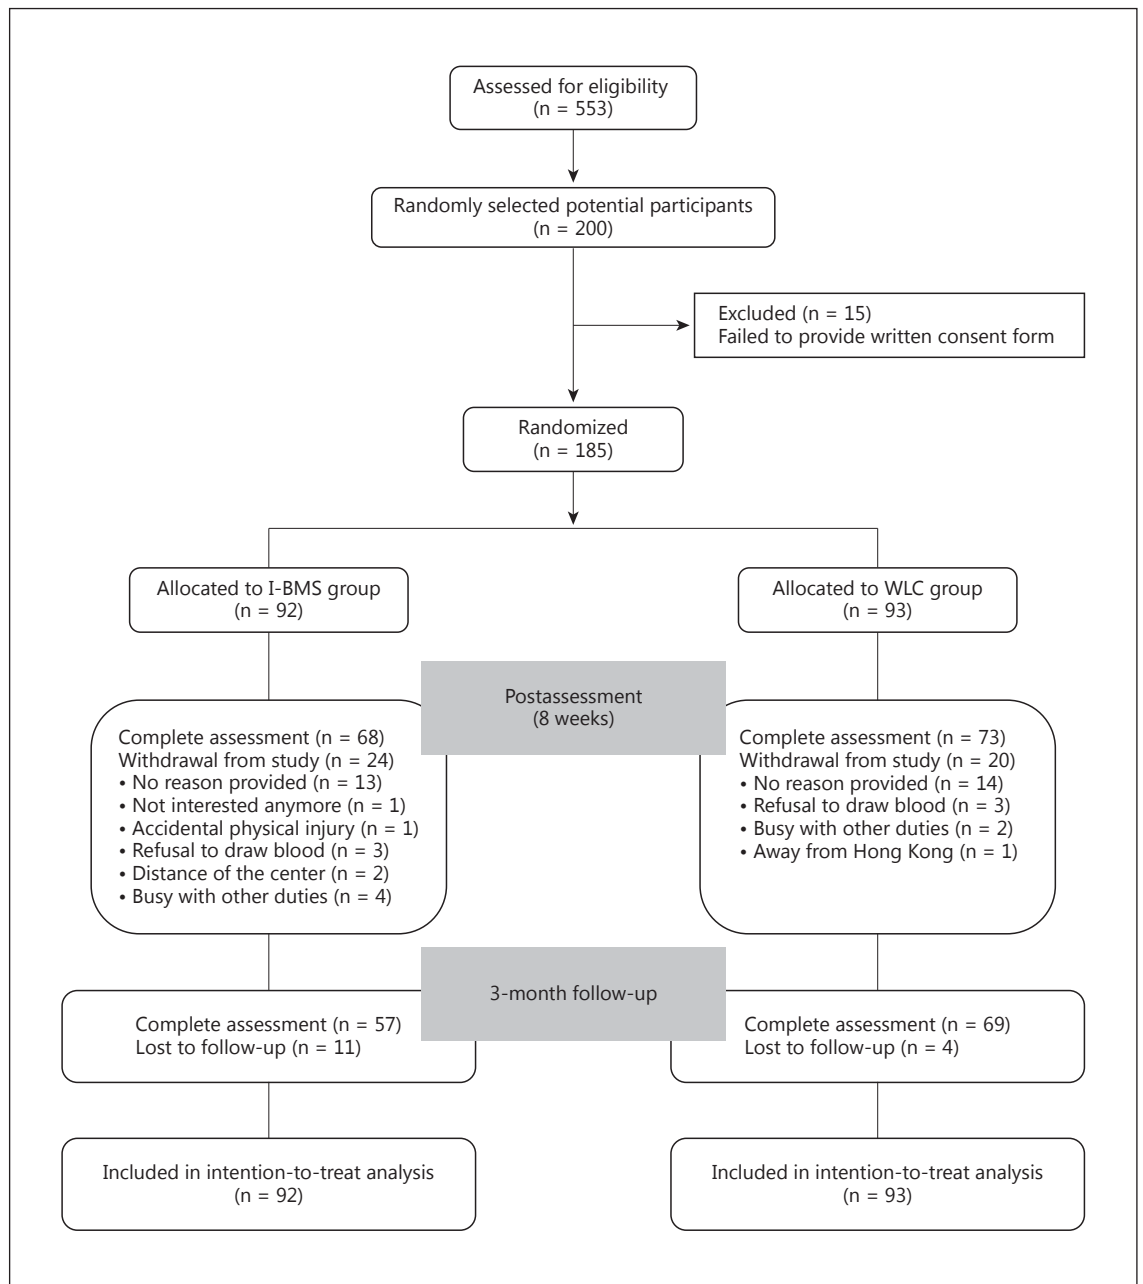 Assessed for eligibility
(n = 553)
Randomly selected potential participants
(n = 200)
Excluded (n = 15)
Failed to provide written consent form
Randomized
(n = 185)
Allocated to I-BMS group
(n = 92)
Allocated to WLC group
(n = 93)
Postassessment
(8 weeks)
Complete assessment (n = 68)
Withdrawal from study (n = 24)
• No reason provided (n = 13)
• Not interested anymore (n = 1)
• Accidental physical injury (n = 1)
• Refusal to draw blood (n = 3)
• Distance of the center (n = 2)
• Busy with other duties (n = 4)
Complete assessment (n = 73)
Withdrawal from study (n = 20)
• No reason provided (n = 14)
• Refusal to draw blood (n = 3)
• Busy with other duties (n = 2)
• Away from Hong Kong (n = 1)
3-month follow-up
Complete assessment (n = 57)
Lost to follow-up (n = 11)
Complete assessment (n = 69)
Lost to follow-up (n = 4)
Included in intention-to-treat analysis
(n = 92)
Included in intention-to-treat analysis
(n = 93)